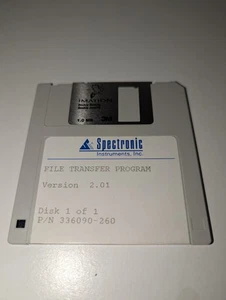 Spectronic
Instruments, Inc.
FILE TRANSFER PROGRAM
Version 2.01
Disk 1 of 1
P/N 336090-260